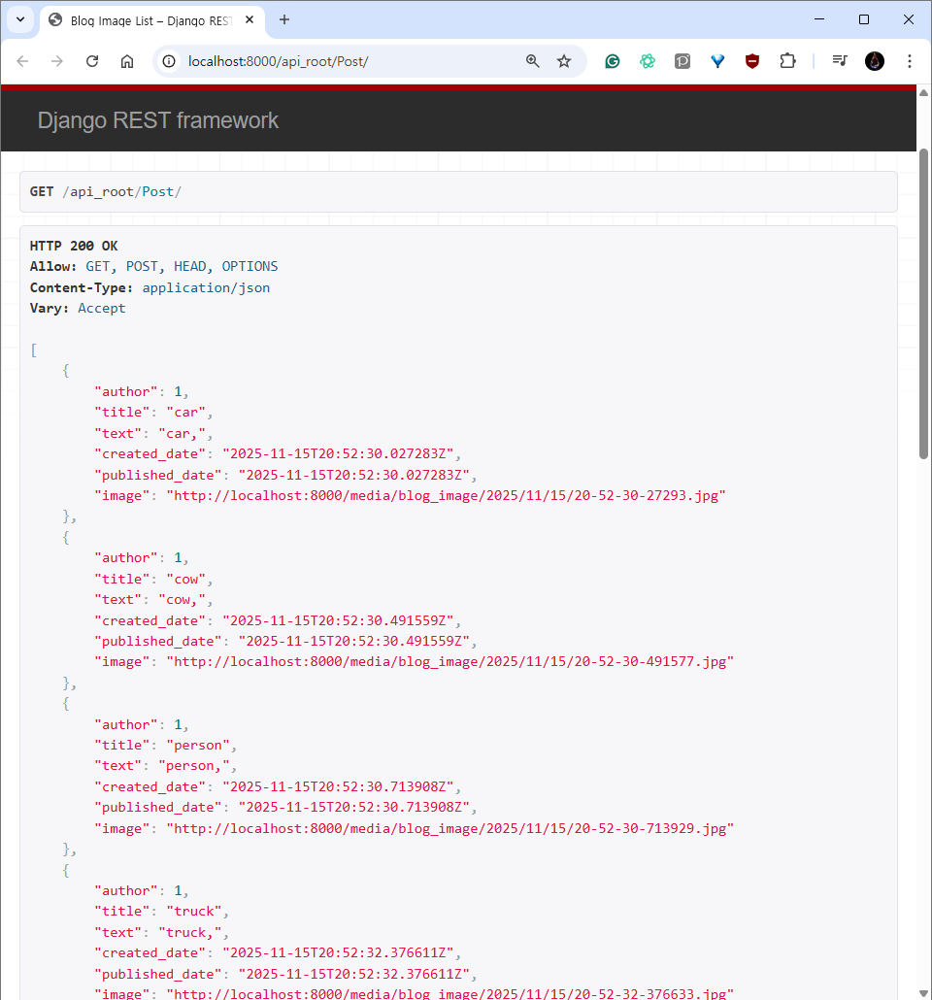 Blog Image List – Django REST
localhost:8000/api_root/Post/
Django REST framework
GET /api_root/Post/
HTTP 200 OK
Allow: GET, POST, HEAD, OPTIONS
Content-Type: application/json
Vary: Accept
[
    {
        "author": 1,
        "title": "car",
        "text": "car,",
        "created_date": "2025-11-15T20:52:30.027283Z",
        "published_date": "2025-11-15T20:52:30.027283Z",
        "image": "http://localhost:8000/media/blog_image/2025/11/15/20-52-30-27293.jpg"
    },
    {
        "author": 1,
        "title": "cow",
        "text": "cow,",
        "created_date": "2025-11-15T20:52:30.491559Z",
        "published_date": "2025-11-15T20:52:30.491559Z",
        "image": "http://localhost:8000/media/blog_image/2025/11/15/20-52-30-491577.jpg"
    },
    {
        "author": 1,
        "title": "person",
        "text": "person,",
        "created_date": "2025-11-15T20:52:30.713908Z",
        "published_date": "2025-11-15T20:52:30.713908Z",
        "image": "http://localhost:8000/media/blog_image/2025/11/15/20-52-30-713929.jpg"
    },
    {
        "author": 1,
        "title": "truck",
        "text": "truck,",
        "created_date": "2025-11-15T20:52:32.376611Z",
        "published_date": "2025-11-15T20:52:32.376611Z",
        "image": "http://localhost:8000/media/blog_image/2025/11/15/20-52-32-376633.jpg"